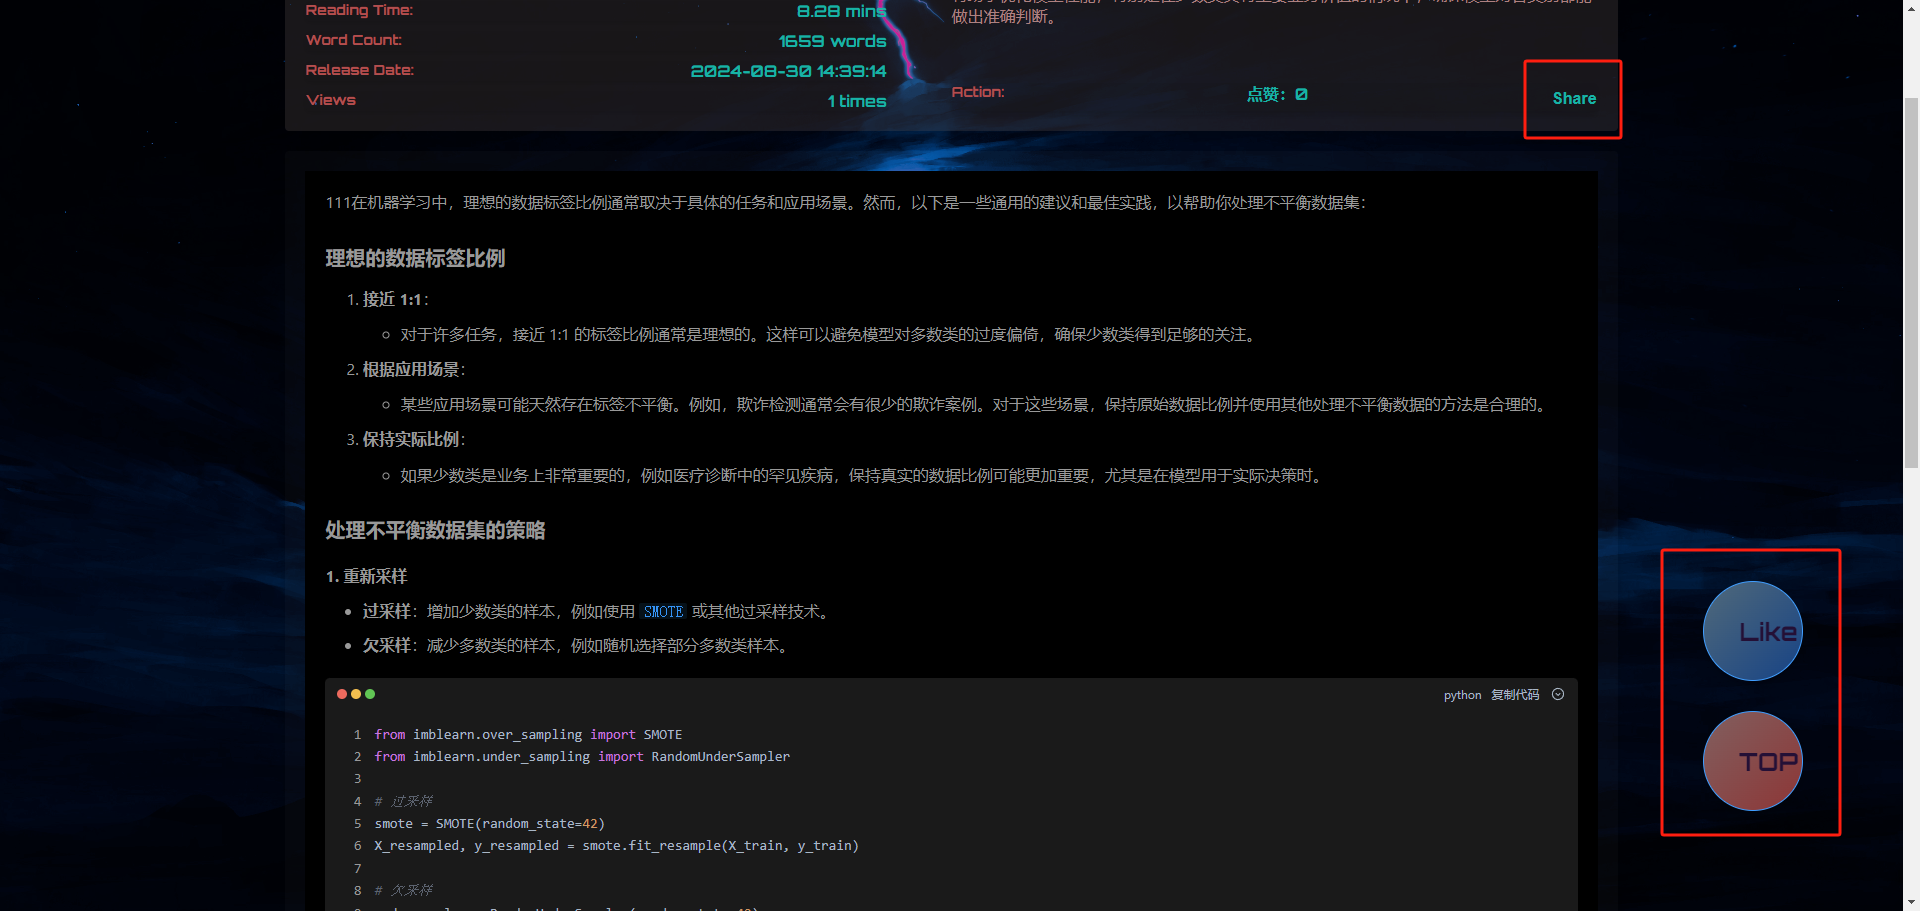 Reading Time:
8.28 mins
Word Count:
1659 words
Release Date:
2024-08-30 14:39:14
Views
1 times
做出准确判断。
Action:
点赞：0
Share
111在机器学习中，理想的数据标签比例通常取决于具体的任务和应用场景。然而，以下是一些通用的建议和最佳实践，以帮助你处理不平衡数据集：
理想的数据标签比例
1. 接近 1:1：
对于许多任务，接近 1:1 的标签比例通常是理想的。这样可以避免模型对多数类的过度偏倚，确保少数类得到足够的关注。
2. 根据应用场景：
某些应用场景可能天然存在标签不平衡。例如，欺诈检测通常会有很少的欺诈案例。对于这些场景，保持原始数据比例并使用其他处理不平衡数据的方法是合理的。
3. 保持实际比例：
如果少数类是业务上非常重要的，例如医疗诊断中的罕见疾病，保持真实的数据比例可能更加重要，尤其是在模型用于实际决策时。
处理不平衡数据集的策略
1. 重新采样
过采样：增加少数类的样本，例如使用 SMOTE 或其他过采样技术。
欠采样：减少多数类的样本，例如随机选择部分多数类样本。
python 复制代码
1 from imblearn.over_sampling import SMOTE
2 from imblearn.under_sampling import RandomUnderSampler
3
4 # 过采样
5 smote = SMOTE(random_state=42)
6 X_resampled, y_resampled = smote.fit_resample(X_train, y_train)
7
8 # 欠采样
Like
TOP